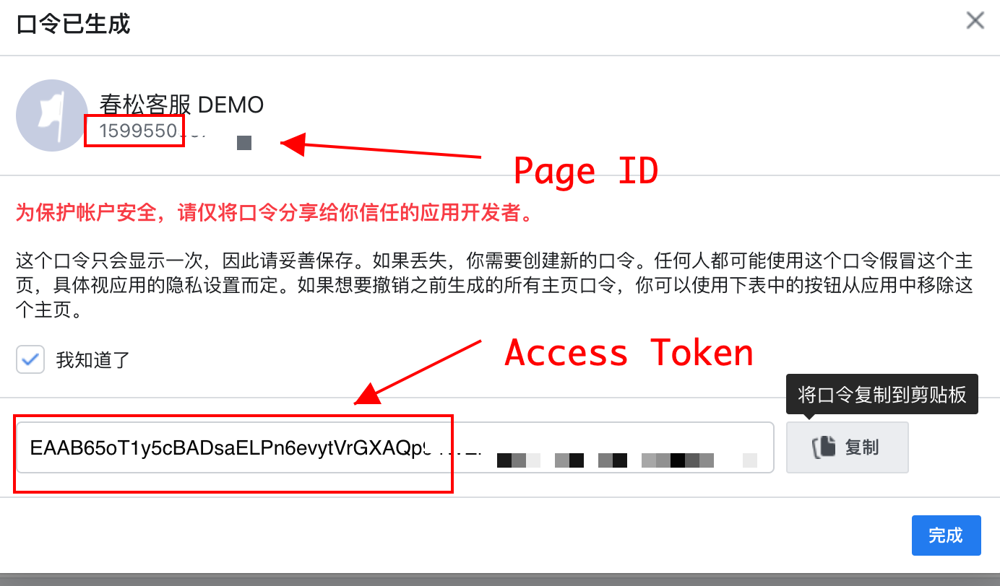 口令已生成
春松客服 DEMO
1599550
Page ID
为保护帐户安全，请仅将口令分享给你信任的应用开发者。
这个口令只会显示一次，因此请妥善保存。如果丢失，你需要创建新的口令。任何人都可能使用这个口令假冒这个主
页，具体视应用的隐私设置而定。如果想要撤销之前生成的所有主页口令，你可以使用下表中的按钮从应用中移除这
个主页。
我知道了
Access Token
将口令复制到剪贴板
EAAB65oT1y5cBADsaELPn6evytVrGXAQp
复制
完成